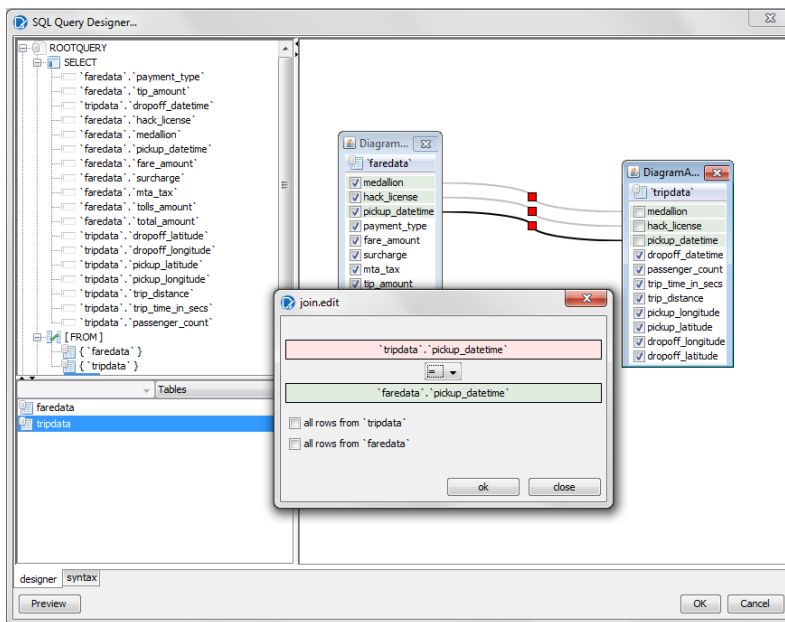 SQL Query Designer...
ROOTQUERY
SELECT
`faredata`.`payment_type`
`faredata`.`tip_amount`
`tripdata`.`dropoff_datetime`
`faredata`.`hack_license`
`faredata`.`medallion`
`faredata`.`pickup_datetime`
`faredata`.`fare_amount`
`faredata`.`surcharge`
`faredata`.`mta_tax`
`faredata`.`tolls_amount`
`faredata`.`total_amount`
`tripdata`.`dropoff_latitude`
`tripdata`.`dropoff_longitude`
`tripdata`.`pickup_latitude`
`tripdata`.`pickup_longitude`
`tripdata`.`trip_distance`
`tripdata`.`trip_time_in_secs`
`tripdata`.`passenger_count`
[ FROM ]
{ `faredata` }
{ `tripdata` }
Tables
faredata
tripdata
designer
syntax
Preview
Diagram...
`faredata`
medallion
hack_license
pickup_datetime
payment_type
fare_amount
surcharge
mta_tax
tip_amount
DiagramA...
`tripdata`
medallion
hack_license
pickup_datetime
dropoff_datetime
passenger_count
trip_time_in_secs
trip_distance
pickup_longitude
pickup_latitude
dropoff_longitude
dropoff_latitude
join.edit
`tripdata`.`pickup_datetime`
=
`faredata`.`pickup_datetime`
all rows from `tripdata`
all rows from `faredata`
ok
close
OK
Cancel